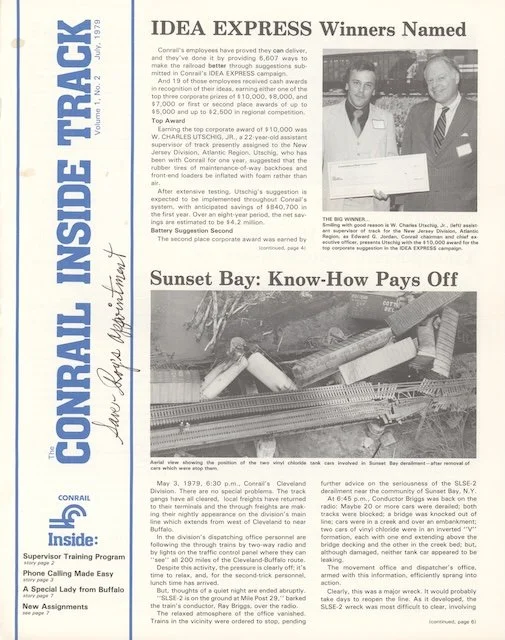 The CONRAIL INSIDE TRACK
Volume 1, No. 2 July, 1979
Save Roy's appointment
CONRAIL
Inside:
Supervisor Training Program
story page 2
Phone Calling Made Easy
story page 3
A Special Lady from Buffalo
story page 7
New Assignments
see page 7
IDEA EXPRESS Winners Named
Conrail's employees have proved they can deliver,
and they've done it by providing 6,607 ways to
make the railroad better through suggestions sub-
mitted in Conrail's IDEA EXPRESS campaign.
And 19 of those employees received cash awards
in recognition of their ideas, earning either one of the
top three corporate prizes of $10,000, $8,000, and
$7,000 or first or second place awards of up to
$5,000 and up to $2,500 in regional competition.
Top Award
Earning the top corporate award of $10,000 was
W. CHARLES UTSCHIG, JR., a 22-year-old assistant
supervisor of track presently assigned to the New
Jersey Division, Atlantic Region. Utschig, who has
been with Conrail for one year, suggested that the
rubber tires of maintenance-of-way backhoes and
front-end loaders be inflated with foam rather than
air.
After extensive testing, Utschig's suggestion is
expected to be implemented throughout Conrail's
system, with anticipated savings of $840,700 in
the first year. Over an eight-year period, the net sav-
ings are estimated to be $4.2 million.
Battery Suggestion Second
The second place corporate award was earned by
(continued, page 4)
THE BIG WINNER...
Smiling with good reason is W. Charles Utschig, Jr. (left) assist-
ant supervisor of track for the New Jersey Division, Atlantic
Region, as Edward G. Jordan, Conrail chairman and chief ex-
ecutive officer, presents Utschig with the $10,000 award for the
top corporate suggestion in the IDEA EXPRESS campaign.
Sunset Bay: Know-How Pays Off
COTTON
BELT
Aerial view showing the position of the two vinyl chloride tank cars involved in Sunset Bay derailment—after removal of
cars which were stop them.
May 3, 1979, 6:30 p.m., Conrail's Cleveland
Division. There are no special problems. The track
gangs have all cleared, local freights have returned
to their terminals and the through freights are mak-
ing their nightly appearance on the division's main
line which extends from west of Cleveland to near
Buffalo.
In the division's dispatching office personnel are
following the through trains by two-way radio and
by lights on the traffic control panel where they can
"see" all 200 miles of the Cleveland-Buffalo route.
Despite this activity, the pressure is clearly off; it's
time to relax, and, for the second-trick personnel,
lunch time has arrived.
But, thoughts of a quiet night are ended abruptly.
"SLSE-2 is on the ground at Mile Post 29," barked
the train's conductor, Ray Briggs, over the radio.
The relaxed atmosphere of the office vanished.
Trains in the vicinity were ordered to stop, pending
further advice on the seriousness of the SLSE-2
derailment near the community of Sunset Bay, N.Y.
At 6:45 p.m., Conductor Briggs was back on the
radio: Maybe 20 or more cars were derailed; both
tracks were blocked; a bridge was knocked out of
line; cars were in a creek and over an embankment;
two cars of vinyl chloride were in an inverted "V"
formation, each with one end extending above the
bridge decking and the other in the creek bed; but,
although damaged, neither tank car appeared to be
leaking.
The movement office and dispatcher's office,
armed with this information, efficiently sprang into
action.
Clearly, this was a major wreck. It would probably
take days to reopen the line. As it developed, the
SLSE-2 wreck was most difficult to clear, involving
(continued, page 6)